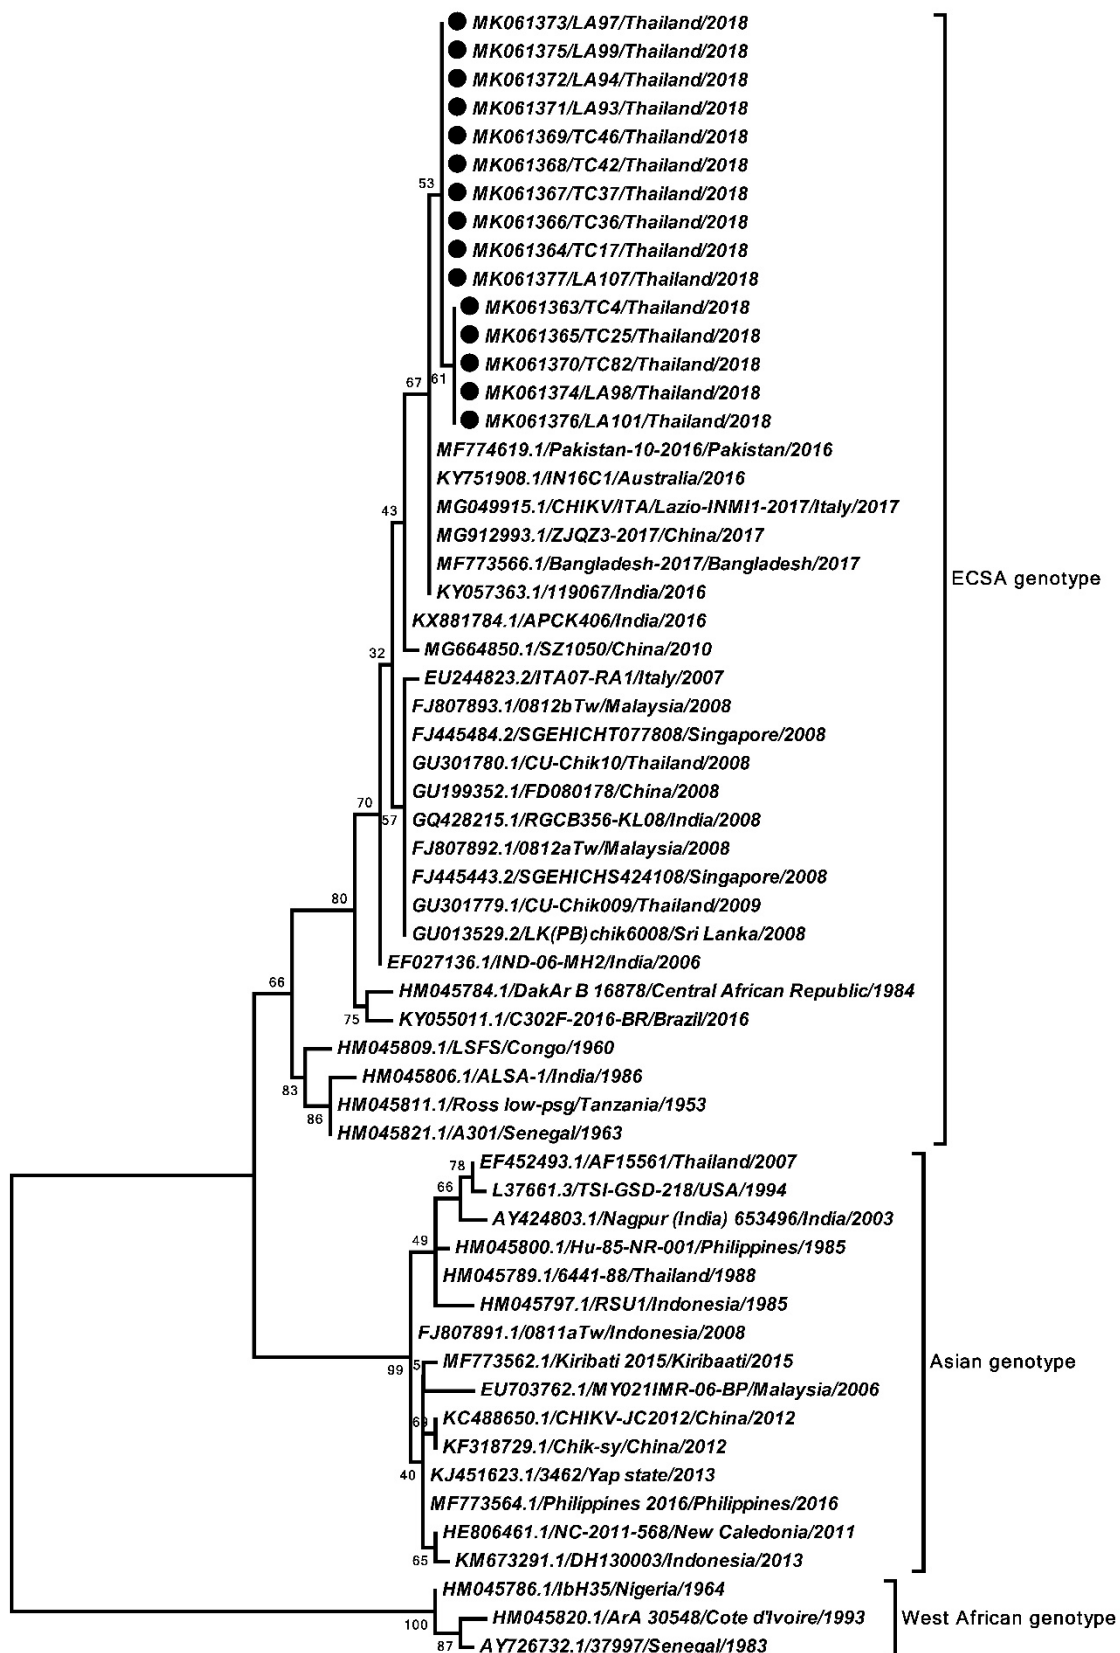 MK061373/LA97/Thailand/2018
MK061375/LA99/Thailand/2018
MK061372/LA94/Thailand/2018
MK061371/LA93/Thailand/2018
MK061369/TC46/Thailand/2018
MK061368/TC42/Thailand/2018
53
MK061367/TC37/Thailand/2018
MK061366/TC36/Thailand/2018
MK061364/TC17/Thailand/2018
MK061377/LA107/Thailand/2018
MK061363/TC4/Thailand/2018
MK061365/TC25/Thailand/2018
MK061370/TC82/Thailand/2018
67
61
MK061374/LA98/Thailand/2018
MK061376/LA101/Thailand/2018
MF774619.1/Pakistan-10-2016/Pakistan/2016
KY751908.1/IN16C1/Australia/2016
MG049915.1/CHIKV/ITA/Lazio-INMI1-2017/Italy/2017
43
MG912993.1/ZJQZ3-2017/China/2017
MF773566.1/Bangladesh-2017/Bangladesh/2017
ECSA genotype
KY057363.1/119067/India/2016
KX881784.1/APCK406/India/2016
MG664850.1/SZ1050/China/2010
32
EU244823.2/ITA07-RA1/Italy/2007
FJ807893.1/0812bTw/Malaysia/2008
FJ445484.2/SGEHICHT077808/Singapore/2008
GU301780.1/CU-Chik10/Thailand/2008
GU199352.1/FD080178/China/2008
70
57
GQ428215.1/RGCB356-KL08/India/2008
FJ807892.1/0812aTw/Malaysia/2008
FJ445443.2/SGEHICHS424108/Singapore/2008
80
GU301779.1/CU-Chik009/Thailand/2009
GU013529.2/LK(PB)chik6008/Sri Lanka/2008
EF027136.1/IND-06-MH2/India/2006
66
HM045784.1/DakAr B 16878/Central African Republic/1984
75
KY055011.1/C302F-2016-BR/Brazil/2016
HM045809.1/LSFS/Congo/1960
HM045806.1/ALSA-1/India/1986
83
HM045811.1/Ross low-psg/Tanzania/1953
86
HM045821.1/A301/Senegal/1963
78
EF452493.1/AF15561/Thailand/2007
66
L37661.3/TSI-GSD-218/USA/1994
AY424803.1/Nagpur (India) 653496/India/2003
49
HM045800.1/Hu-85-NR-001/Philippines/1985
HM045789.1/6441-88/Thailand/1988
HM045797.1/RSU1/Indonesia/1985
FJ807891.1/0811aTw/Indonesia/2008
99
5
MF773562.1/Kiribati 2015/Kiribaati/2015
Asian genotype
EU703762.1/MY021IMR-06-BP/Malaysia/2006
KC488650.1/CHIKV-JC2012/China/2012
KF318729.1/Chik-sy/China/2012
40
KJ451623.1/3462/Yap state/2013
MF773564.1/Philippines 2016/Philippines/2016
HE806461.1/NC-2011-568/New Caledonia/2011
65
KM673291.1/DH130003/Indonesia/2013
HM045786.1/IbH35/Nigeria/1964
100
HM045820.1/ArA 30548/Cote d'Ivoire/1993
West African genotype
87
AY726732.1/37997/Senegal/1983